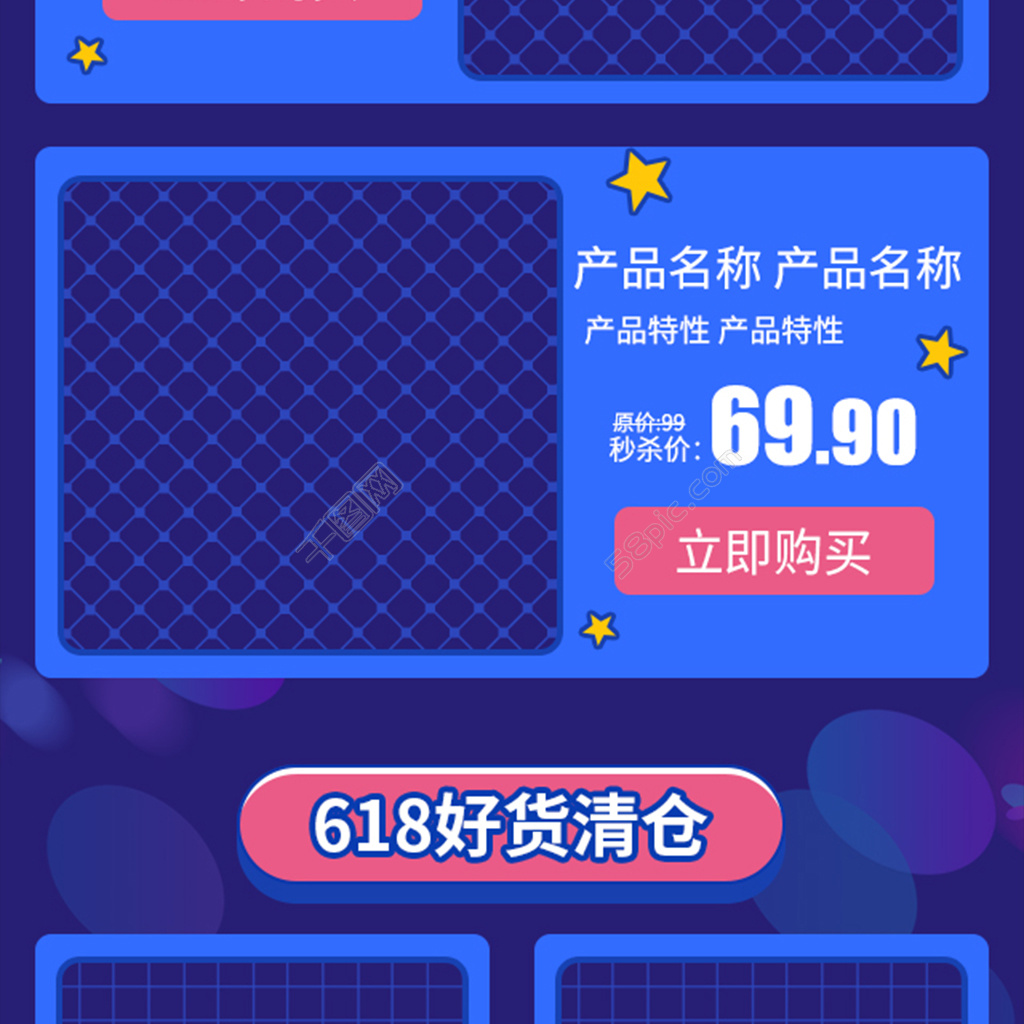 产品名称 产品名称
产品特性 产品特性
原价:99
秒杀价: 69.90
立即购买
千图网
58pic.com
618好货清仓